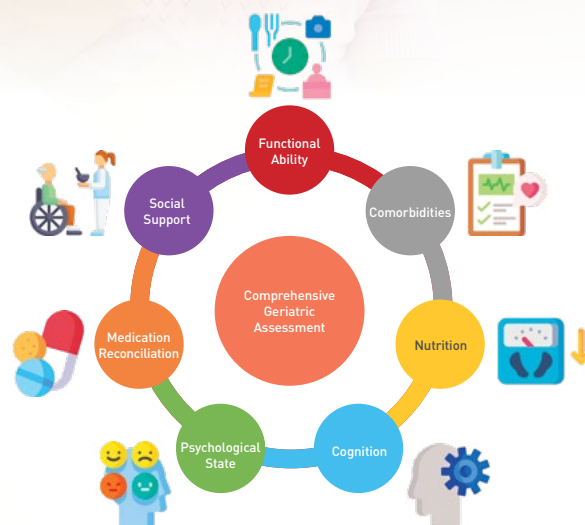 Functional
Ability
Social
Support
Comorbidities
Comprehensive
Geriatric
Assessment
Medication
Reconciliation
Nutrition
Psychological
State
Cognition